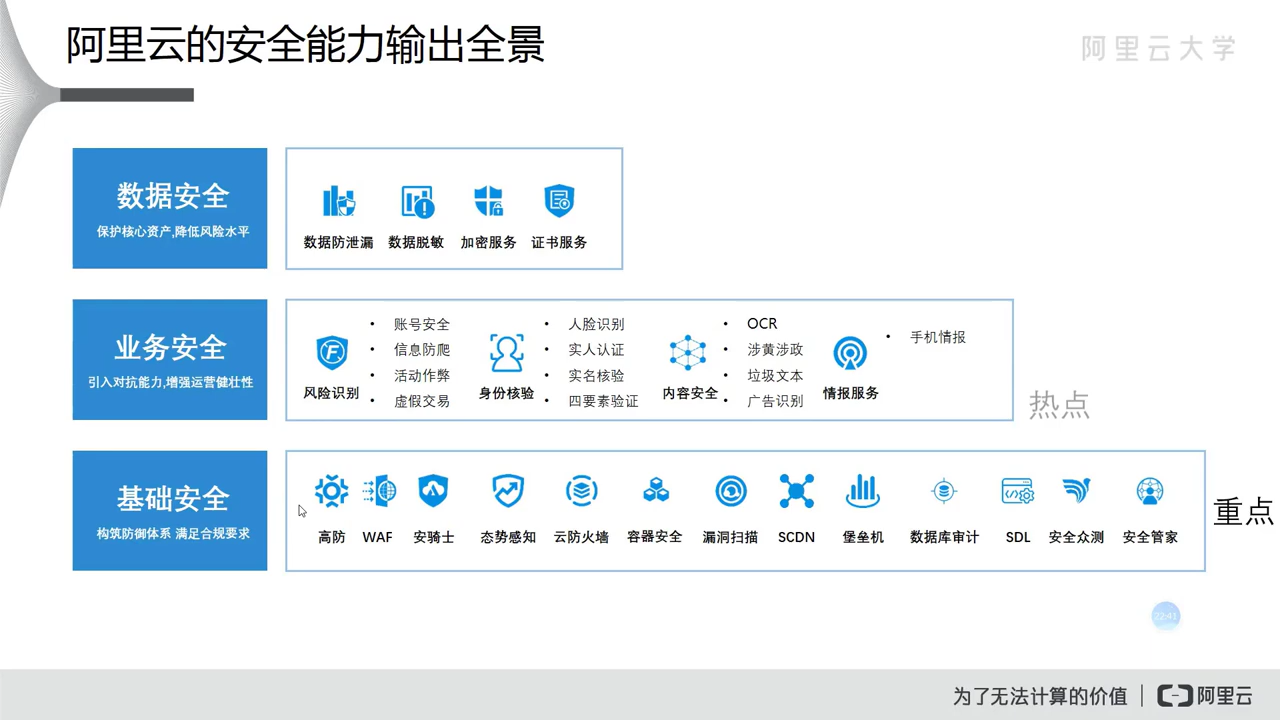 阿里云的安全能力输出全景
阿里云大学
数据安全
保护核心资产,降低风险水平
数据防泄漏 数据脱敏 加密服务 证书服务
业务安全
引入对抗能力,增强运营健壮性
风险识别
• 账号安全
• 信息防爬
• 活动作弊
• 虚假交易
身份核验
• 人脸识别
• 实人认证
• 实名核验
• 四要素验证
内容安全
• OCR
• 涉黄涉政
• 垃圾文本
• 广告识别
情报服务
• 手机情报
热点
基础安全
构筑防御体系 满足合规要求
高防 WAF 安骑士 态势感知 云防火墙 容器安全 漏洞扫描 SCDN 堡垒机 数据库审计 SDL 安全众测 安全管家
重点
22:41
为了无法计算的价值 阿里云